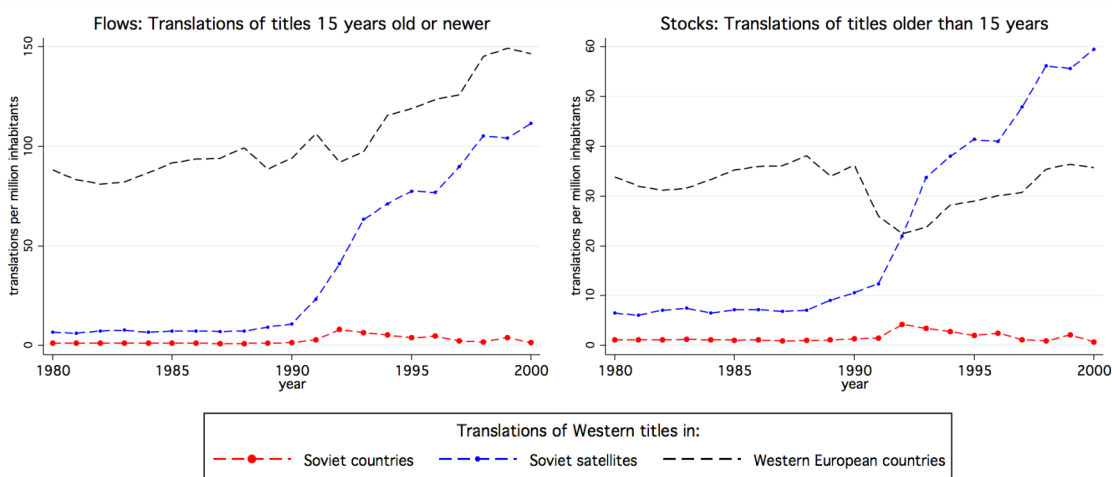 Flows: Translations of titles 15 years old or newer
translations per million inhabitants
150
100
50
0
1980
1985
1990
1995
2000
year
Stocks: Translations of titles older than 15 years
translations per million inhabitants
60
50
40
30
20
10
0
1980
1985
1990
1995
2000
year
Translations of Western titles in:
Soviet countries
Soviet satellites
Western European countries